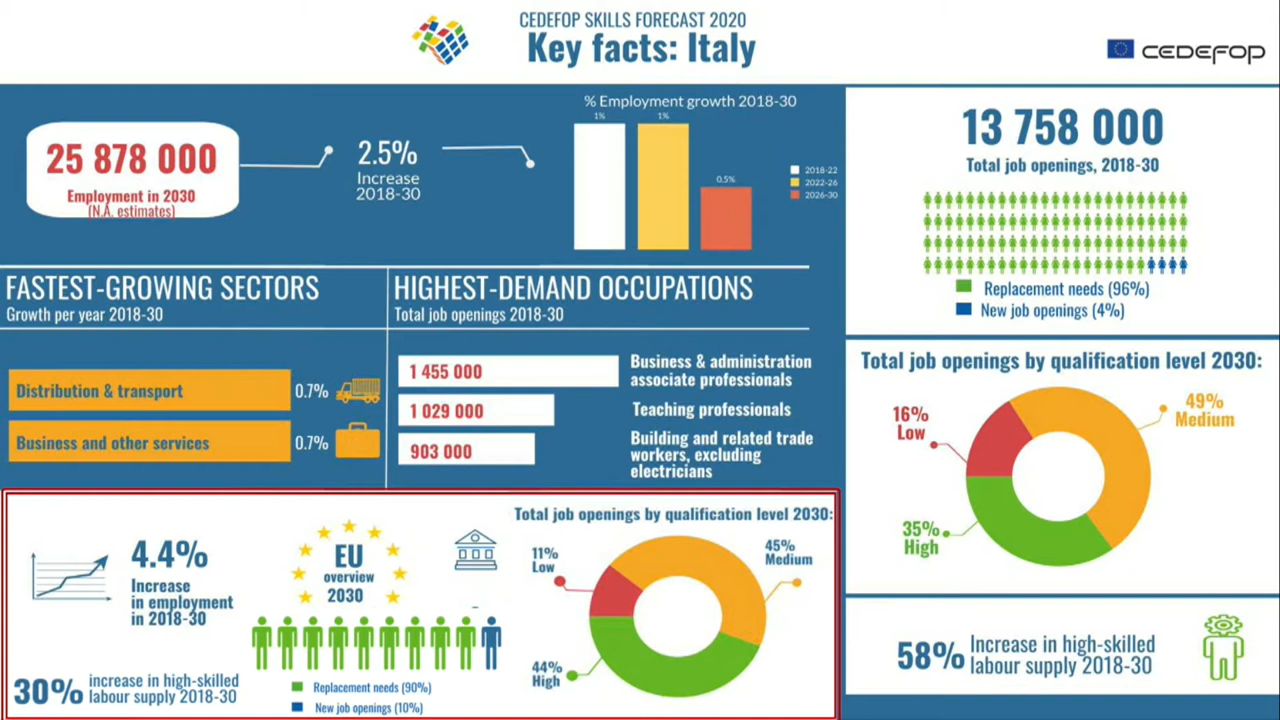 CEDEFOP SKILLS FORECAST 2020
Key facts: Italy
CEDEFOP
25 878 000
Employment in 2030
(N.A. estimates)
2.5%
Increase
2018-30
% Employment growth 2018-30
1%
1%
0.5%
2018-22
2022-26
2026-30
13 758 000
Total job openings, 2018-30
Replacement needs (96%)
New job openings (4%)
FASTEST-GROWING SECTORS
Growth per year 2018-30
Distribution & transport
0.7%
Business and other services
0.7%
HIGHEST-DEMAND OCCUPATIONS
Total job openings 2018-30
1 455 000
Business & administration
associate professionals
1 029 000
Teaching professionals
903 000
Building and related trade
workers, excluding
electricians
Total job openings by qualification level 2030:
16%
Low
49%
Medium
35%
High
4.4%
Increase
in employment
in 2018-30
30%
increase in high-skilled
labour supply 2018-30
EU
overview
2030
Replacement needs (90%)
New job openings (10%)
Total job openings by qualification level 2030:
11%
Low
45%
Medium
44%
High
58%
Increase in high-skilled
labour supply 2018-30